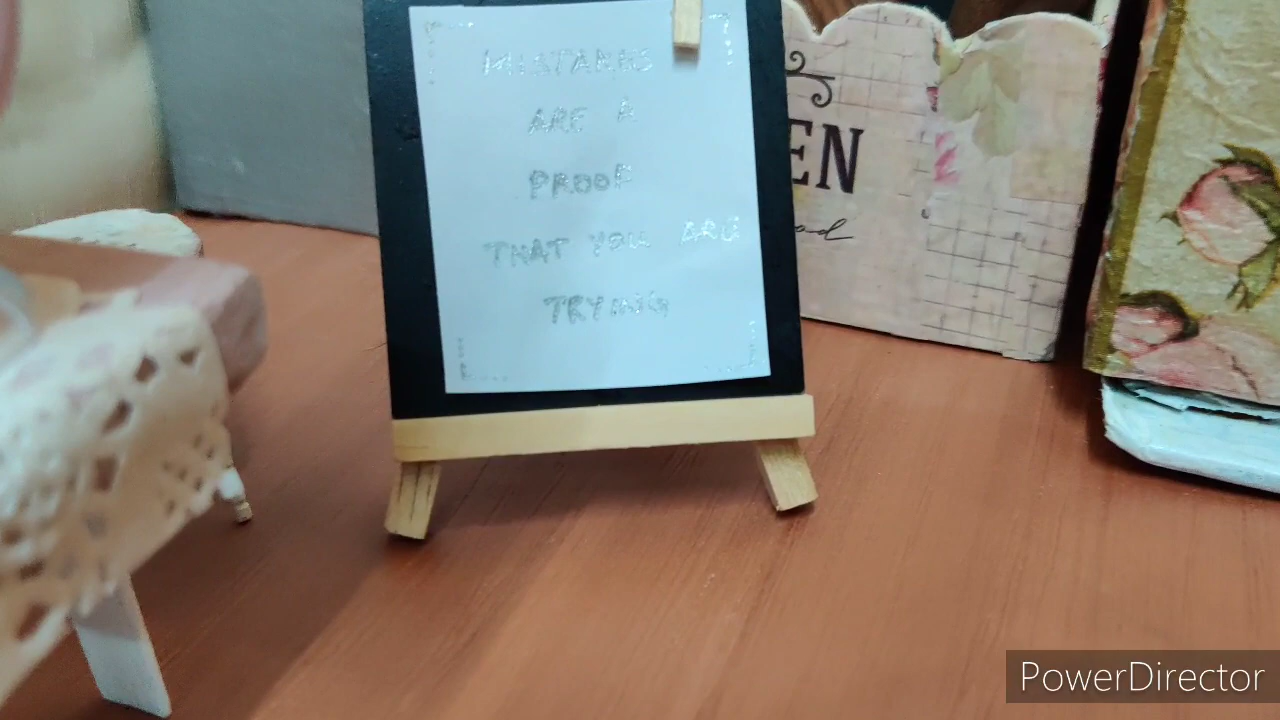 MISTAKES
ARE A
PROOF
THAT YOU ARE
TRYING
EN
PowerDirector